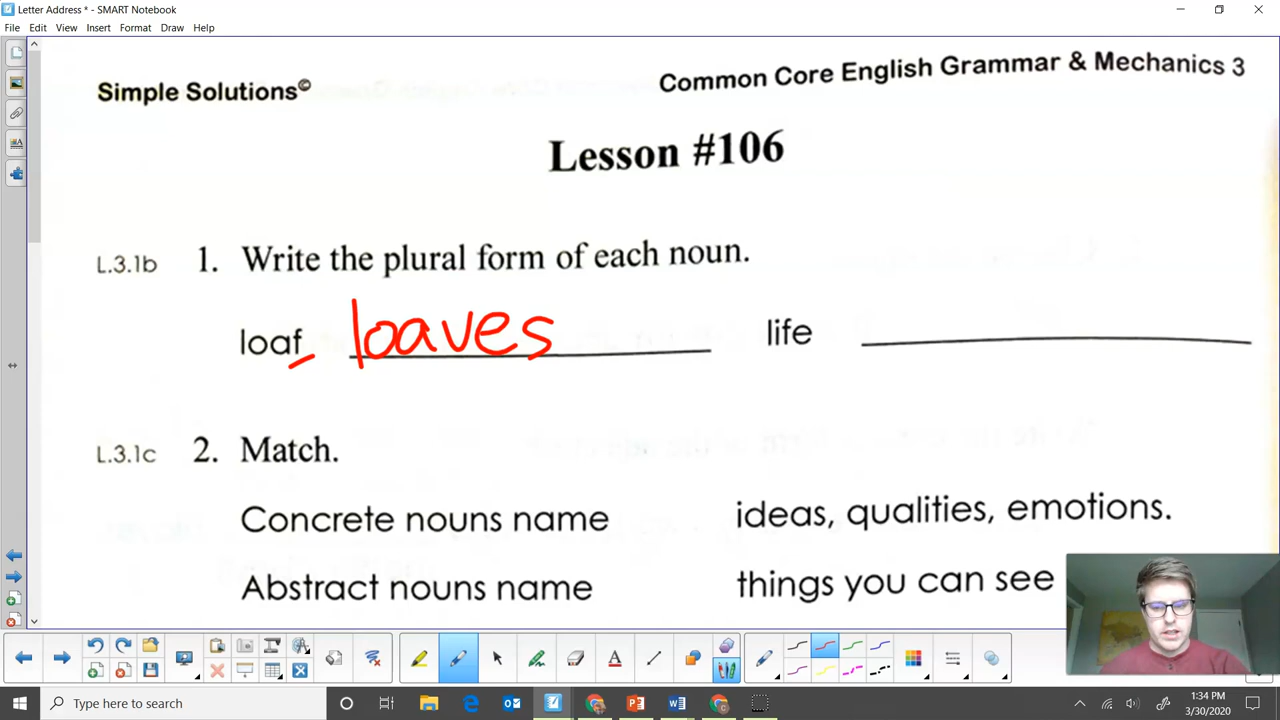 Letter Address * - SMART Notebook
File Edit View Insert Format Draw Help
Simple Solutions© Common Core English Grammar & Mechanics 3
Lesson #106
L.3.1b 1. Write the plural form of each noun.
loaf loaves life
L.3.1c 2. Match.
Concrete nouns name ideas, qualities, emotions.
Abstract nouns name things you can see
Type here to search
1:34 PM
3/30/2020